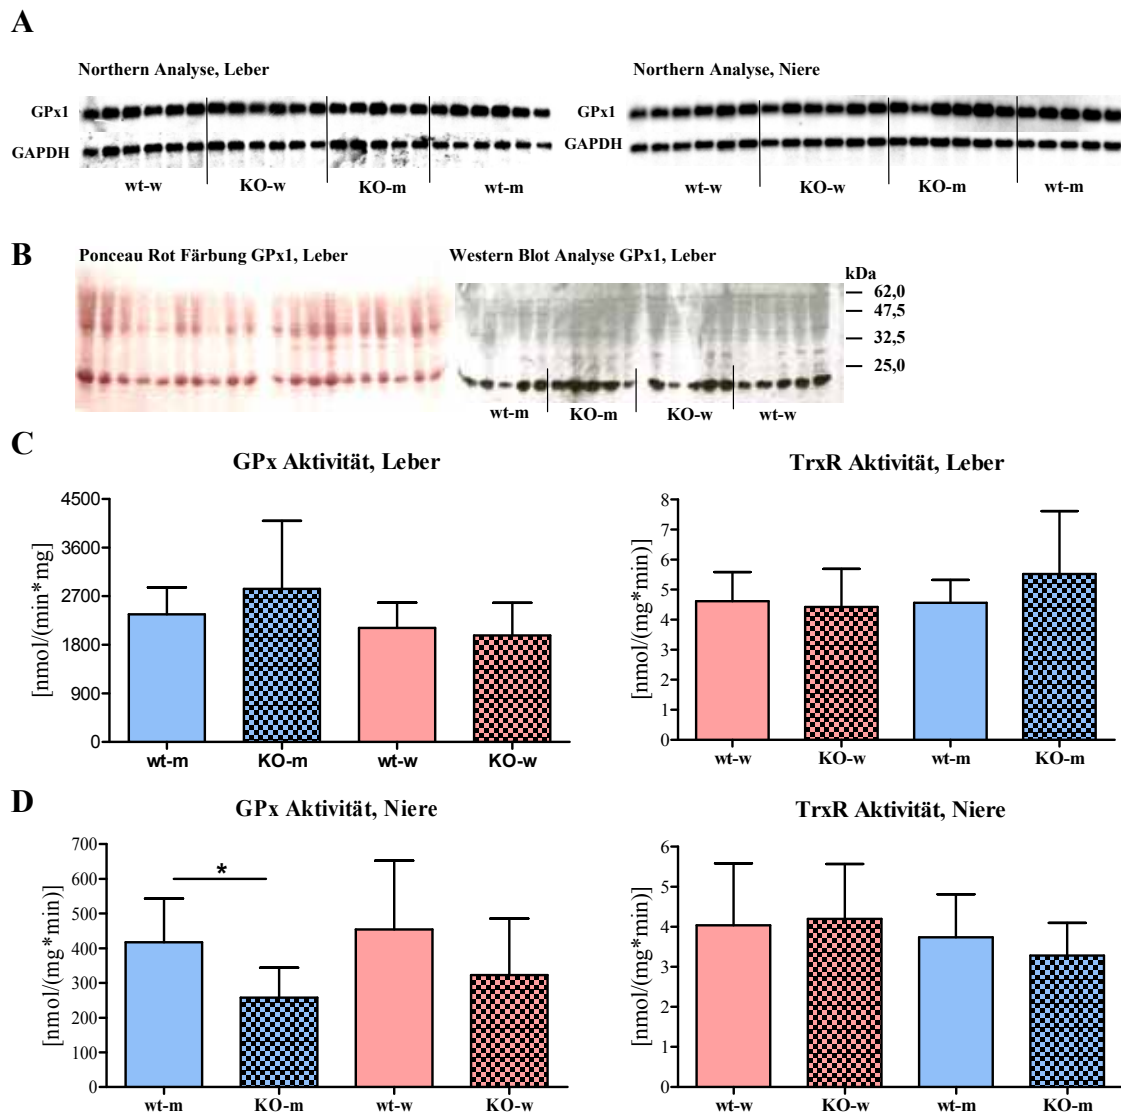 A
Northern Analyse, Leber
GPx1
GAPDH
wt-w KO-w KO-m wt-m
Northern Analyse, Niere
GPx1
GAPDH
wt-w KO-w KO-m wt-m
B
Ponceau Rot Färbung GPx1, Leber
Western Blot Analyse GPx1, Leber
kDa
62,0
47,5
32,5
25,0
wt-m KO-m KO-w wt-w
C
GPx Aktivität, Leber
[nmol/(min*mg]
4500
3600
2700
1800
900
0
wt-m KO-m wt-w KO-w
TrxR Aktivität, Leber
[nmol/(mg*min)]
8
7
6
5
4
3
2
1
0
wt-w KO-w wt-m KO-m
D
GPx Aktivität, Niere
[nmol/(mg*min)]
700
600
500
400
300
200
100
0
*
wt-m KO-m wt-w KO-w
TrxR Aktivität, Niere
[nmol/(mg*min)]
6
5
4
3
2
1
0
wt-w KO-w wt-m KO-m